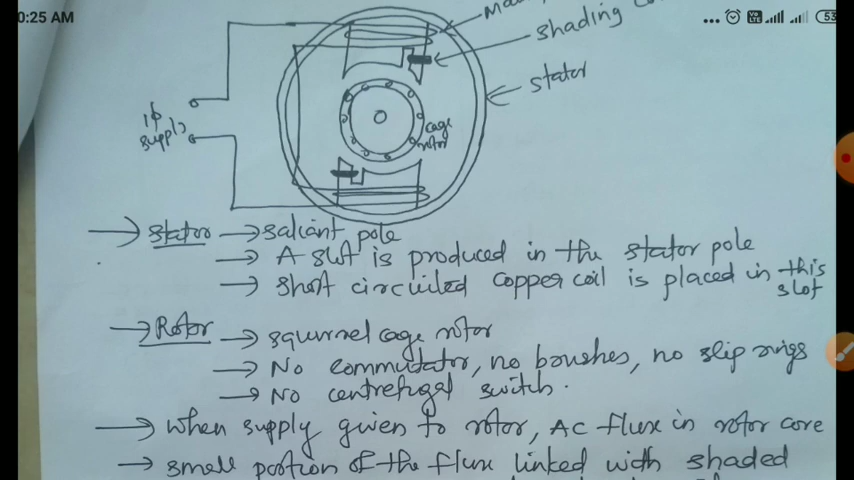 0:25 AM
53
shading
stator
1φ
supply
cage
rotor
→ stator → saliant pole
→ A slot is produced in the stator pole
→ short circuited copper coil is placed in this
slot
→ Rotor → squirrel cage rotor
→ No commutator, no brushes, no slip rings
→ No centrefugal switch.
→ when supply given to rotor, AC flux in rotor core
→ small portion of the flux linked with shaded